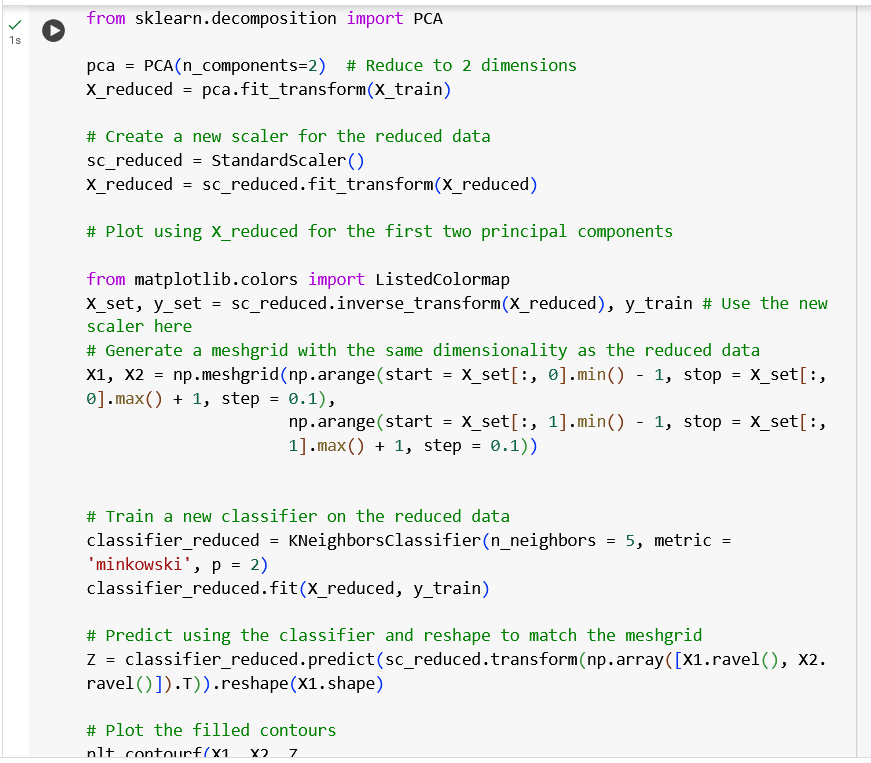 from sklearn.decomposition import PCA
1s
pca = PCA(n_components=2)  # Reduce to 2 dimensions
X_reduced = pca.fit_transform(X_train)
# Create a new scaler for the reduced data
sc_reduced = StandardScaler()
X_reduced = sc_reduced.fit_transform(X_reduced)
# Plot using X_reduced for the first two principal components
from matplotlib.colors import ListedColormap
X_set, y_set = sc_reduced.inverse_transform(X_reduced), y_train # Use the new
scaler here
# Generate a meshgrid with the same dimensionality as the reduced data
X1, X2 = np.meshgrid(np.arange(start = X_set[:, 0].min() - 1, stop = X_set[:,
0].max() + 1, step = 0.1),
np.arange(start = X_set[:, 1].min() - 1, stop = X_set[:,
1].max() + 1, step = 0.1))
# Train a new classifier on the reduced data
classifier_reduced = KNeighborsClassifier(n_neighbors = 5, metric =
'minkowski', p = 2)
classifier_reduced.fit(X_reduced, y_train)
# Predict using the classifier and reshape to match the meshgrid
Z = classifier_reduced.predict(sc_reduced.transform(np.array([X1.ravel(), X2.
ravel()]).T)).reshape(X1.shape)
# Plot the filled contours
plt.contourf(X1, X2, Z